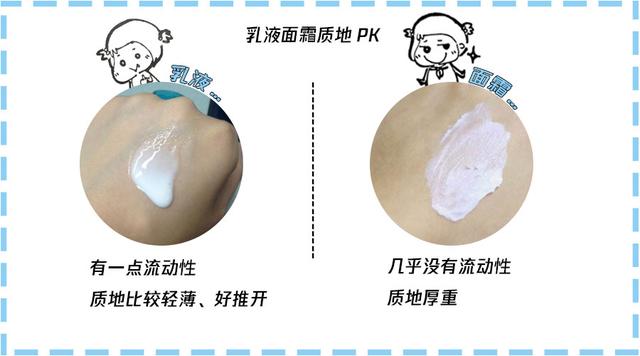 乳液面霜质地 PK
乳液...
面霜...
有一点流动性
质地比较轻薄、好推开
几乎没有流动性
质地厚重